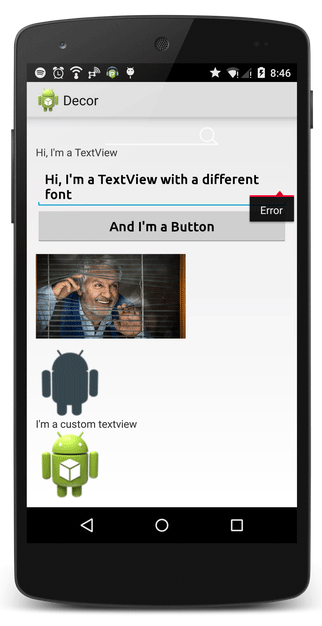 8:46
Decor
Hi, I'm a TextView
Hi, I'm a TextView with a different
font
Error
And I'm a Button
I'm a custom textview